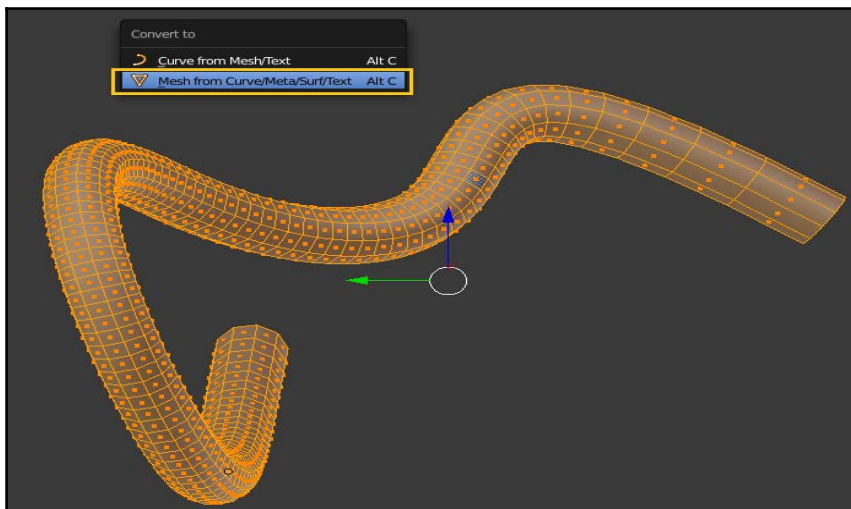 Convert to
Curve from Mesh/Text Alt C
Mesh from Curve/Meta/Surf/Text Alt C